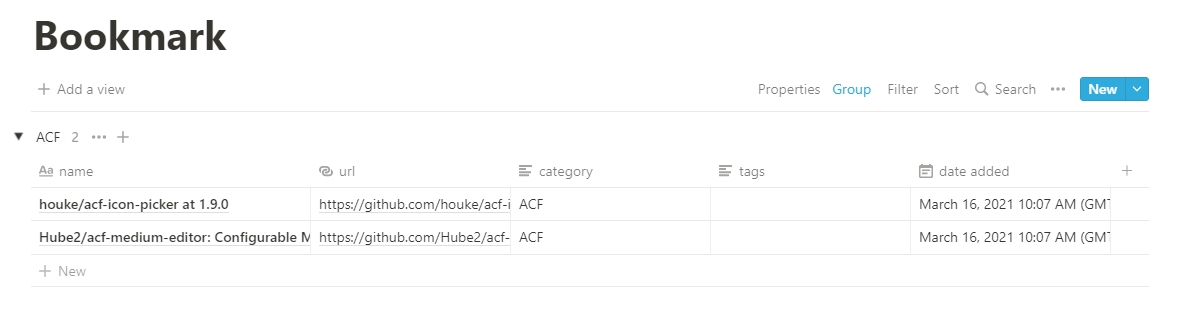 Bookmark
Add a view Properties Group Filter Sort Search New
ACF 2
Aa name url category tags date added
houke/acf-icon-picker at 1.9.0 https://github.com/houke/acf-i ACF March 16, 2021 10:07 AM (GMT
Hube2/acf-medium-editor: Configurable M https://github.com/Hube2/acf- ACF March 16, 2021 10:07 AM (GMT
New